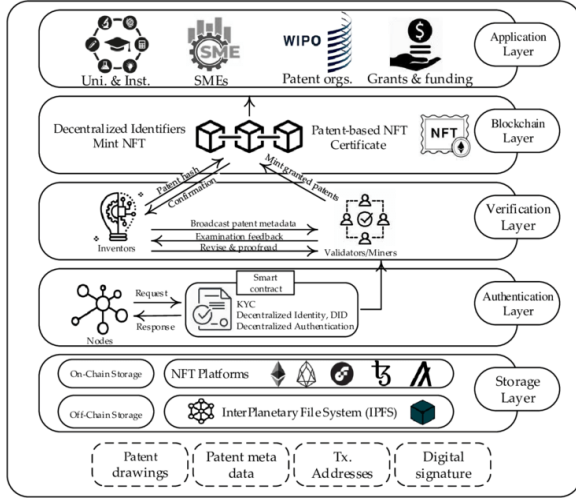 Application
Layer
SME
WIPO
Uni. & Inst.
SMEs
Patent orgs.
Grants & funding
Decentralized Identifiers
Mint NFT
Patent-based NFT
Certificate
NFT
Blockchain
Layer
Patent hash
Confirmation
Mint granted patents
Broadcast patent metadata
Examination feedback
Revise & proofread
Inventors
Validators/Miners
Verification
Layer
Smart
contract
Request
Response
Nodes
KYC
Decentralized Identity, DID
Decentralized Authentication
Authentication
Layer
On-Chain Storage
NFT Platforms
Off-Chain Storage
InterPlanetary File System (IPFS)
Storage
Layer
Patent
drawings
Patent meta
data
Tx.
Addresses
Digital
signature